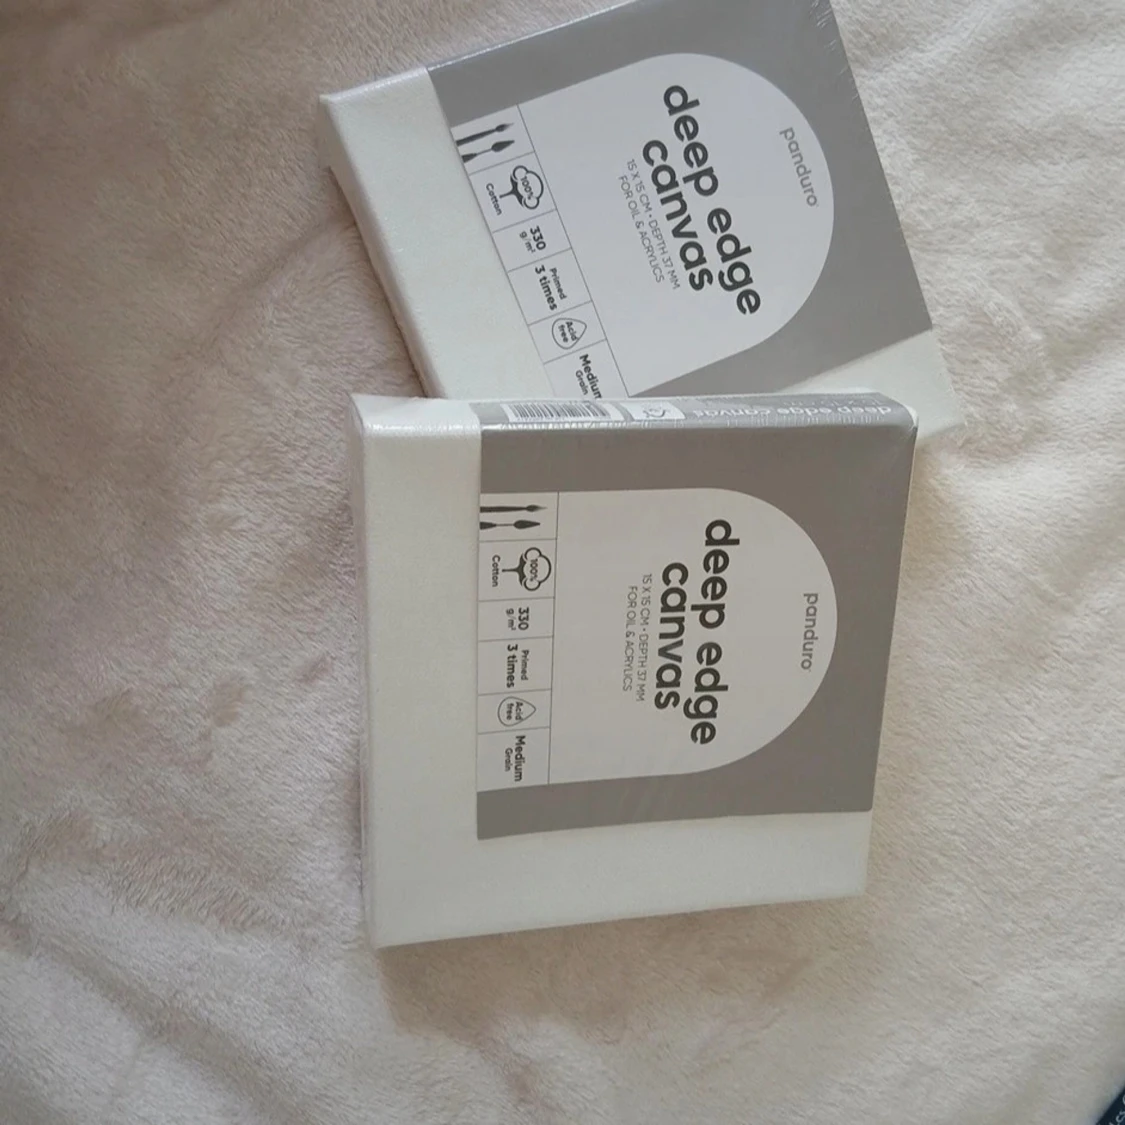 panduro
deep edge
canvas
15 X 15 CM • DEPTH 37 MM
FOR OIL & ACRYLICS
100%
Cotton
330
g/m²
Primed
3 times
Acid
free
Medium
Grain
deep edge canvas
panduro
deep edge
canvas
15 X 15 CM • DEPTH 37 MM
FOR OIL & ACRYLICS
100%
Cotton
330
g/m²
Primed
3 times
Acid
free
Medium
Grain